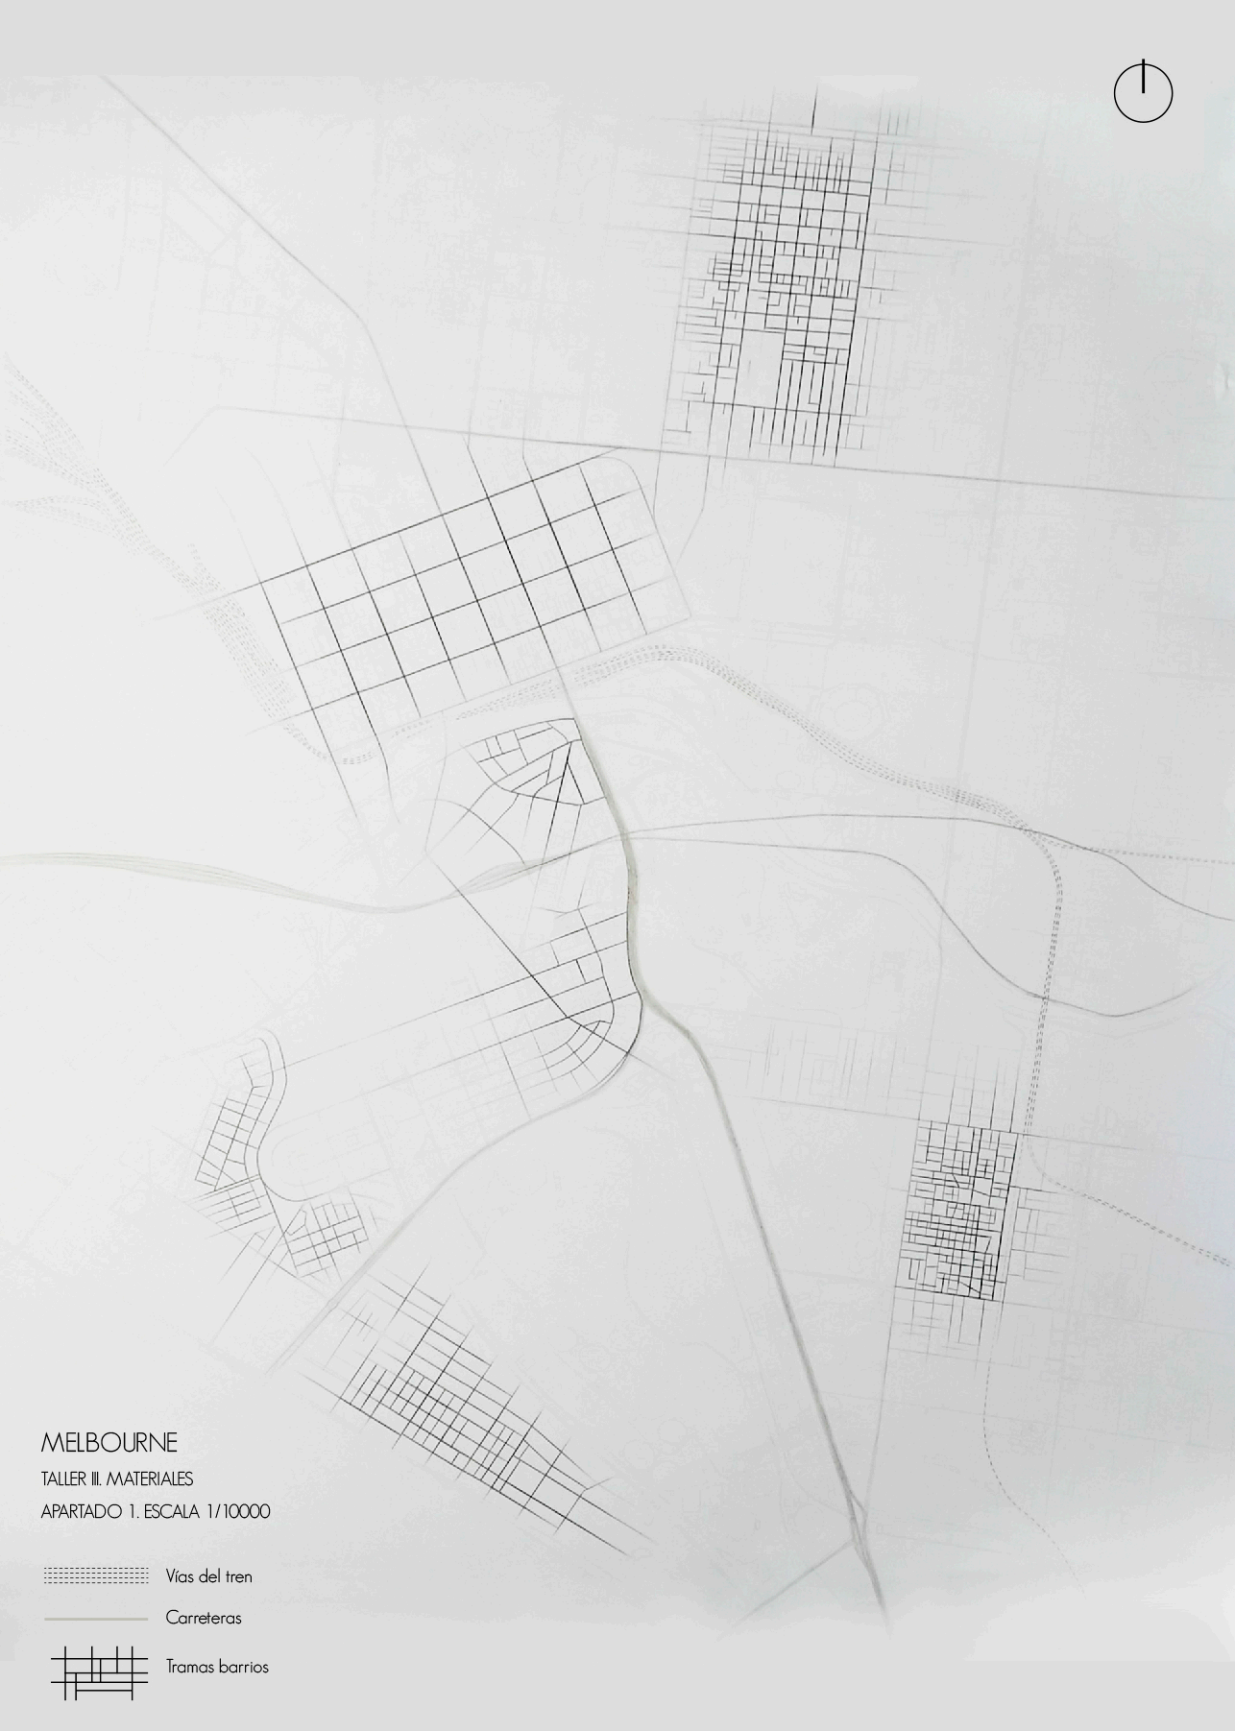 MELBOURNE
TALLER III. MATERIALES
APARTADO 1. ESCALA 1/10000
Vías del tren
Carreteras
Tramas barrios